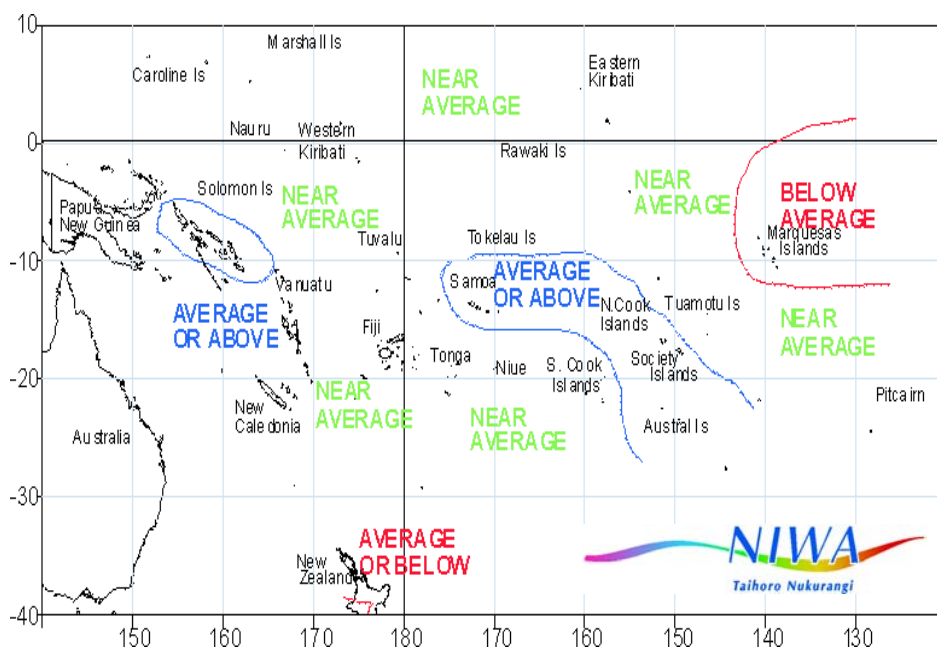 10
Marshall Is
Caroline Is
Eastern
Kiribati
NEAR
AVERAGE
Nauru
Western
Kiribati
0
Rawaki Is
Solomon Is
NEAR
AVERAGE
NEAR
AVERAGE
BELOW
AVERAGE
Papua
New Guinea
Marquesas
Islands
Tuvalu
Tokelau Is
-10
Samoa
AVERAGE
OR ABOVE
Vanuatu
AVERAGE
OR ABOVE
N.Cook
Islands
Tuamotu Is
NEAR
AVERAGE
Fiji
Tonga
Niue
S. Cook
Islands
Society
Islands
-20
NEAR
AVERAGE
New
Caledonia
NEAR
AVERAGE
Pitcairn
Australia
Austral Is
-30
AVERAGE
OR BELOW
New
Zealand
NIWA
Taihoro Nukurangi
-40
150 160 170 180 170 160 150 140 130